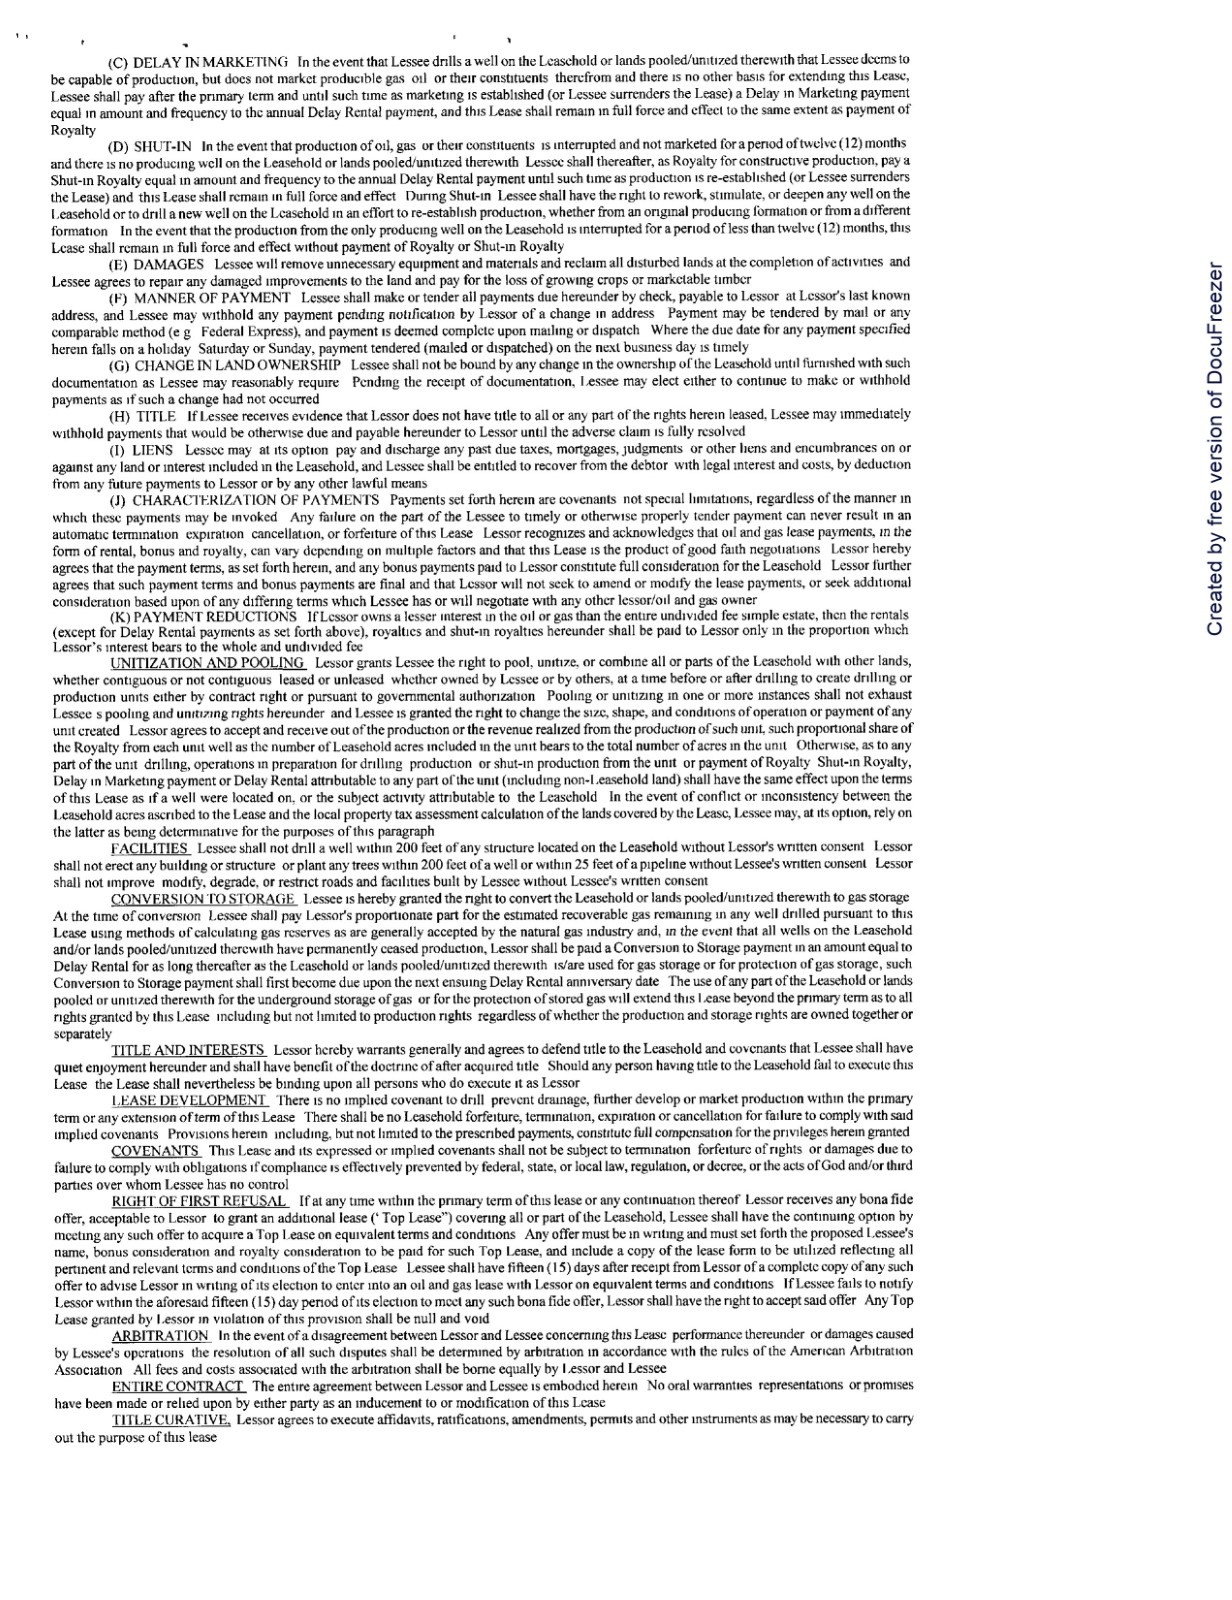 (C) DELAY IN MARKETING In the event that Lessee drills a well on the Leasehold or lands pooled/unitized therewith that Lessee deems to
be capable of production, but does not market producible gas oil or their constituents therefrom and there is no other basis for extending this Lease,
Lessee shall pay after the primary term and until such time as marketing is established (or Lessee surrenders the Lease) a Delay in Marketing payment
equal in amount and frequency to the annual Delay Rental payment, and this Lease shall remain in full force and effect to the same extent as payment of
Royalty
(D) SHUT-IN In the event that production of oil, gas or their constituents is interrupted and not marketed for a period of twelve (12) months
and there is no producing well on the Leasehold or lands pooled/unitized therewith Lessee shall thereafter, as Royalty for constructive production, pay a
Shut-in Royalty equal in amount and frequency to the annual Delay Rental payment until such time as production is re-established (or Lessee surrenders
the Lease) and this Lease shall remain in full force and effect During Shut-in Lessee shall have the right to rework, stimulate, or deepen any well on the
Leasehold or to drill a new well on the Leasehold in an effort to re-establish production, whether from an original producing formation or from a different
formation In the event that the production from the only producing well on the Leasehold is interrupted for a period of less than twelve (12) months, this
Lease shall remain in full force and effect without payment of Royalty or Shut-in Royalty
(E) DAMAGES Lessee will remove unnecessary equipment and materials and reclaim all disturbed lands at the completion of activities and
Lessee agrees to repair any damaged improvements to the land and pay for the loss of growing crops or marketable timber
(F) MANNER OF PAYMENT Lessee shall make or tender all payments due hereunder by check, payable to Lessor at Lessor's last known
address, and Lessee may withhold any payment pending notification by Lessor of a change in address Payment may be tendered by mail or any
comparable method (e g Federal Express), and payment is deemed complete upon mailing or dispatch Where the due date for any payment specified
herein falls on a holiday Saturday or Sunday, payment tendered (mailed or dispatched) on the next business day is timely
(G) CHANGE IN LAND OWNERSHIP Lessee shall not be bound by any change in the ownership of the Leasehold until furnished with such
documentation as Lessee may reasonably require Pending the receipt of documentation, Lessee may elect either to continue to make or withhold
payments as if such a change had not occurred
(H) TITLE If Lessee receives evidence that Lessor does not have title to all or any part of the rights herein leased, Lessee may immediately
withhold payments that would be otherwise due and payable hereunder to Lessor until the adverse claim is fully resolved
(I) LIENS Lessee may at its option pay and discharge any past due taxes, mortgages, judgments or other liens and encumbrances on or
against any land or interest included in the Leasehold, and Lessee shall be entitled to recover from the debtor with legal interest and costs, by deduction
from any future payments to Lessor or by any other lawful means
(J) CHARACTERIZATION OF PAYMENTS Payments set forth herein are covenants not special limitations, regardless of the manner in
which these payments may be invoked Any failure on the part of the Lessee to timely or otherwise properly tender payment can never result in an
automatic termination expiration cancellation, or forfeiture of this Lease Lessor recognizes and acknowledges that oil and gas lease payments, in the
form of rental, bonus and royalty, can vary depending on multiple factors and that this Lease is the product of good faith negotiations Lessor hereby
agrees that the payment terms, as set forth herein, and any bonus payments paid to Lessor constitute full consideration for the Leasehold Lessor further
agrees that such payment terms and bonus payments are final and that Lessor will not seek to amend or modify the lease payments, or seek additional
consideration based upon of any differing terms which Lessee has or will negotiate with any other lessor/oil and gas owner
(K) PAYMENT REDUCTIONS If Lessor owns a lesser interest in the oil or gas than the entire undivided fee simple estate, then the rentals
(except for Delay Rental payments as set forth above), royalties and shut-in royalties hereunder shall be paid to Lessor only in the proportion which
Lessor's interest bears to the whole and undivided fee
UNITIZATION AND POOLING Lessor grants Lessee the right to pool, unitize, or combine all or parts of the Leasehold with other lands,
whether contiguous or not contiguous leased or unleased whether owned by Lessee or by others, at a time before or after drilling to create drilling or
production units either by contract right or pursuant to governmental authorization Pooling or unitizing in one or more instances shall not exhaust
Lessee s pooling and unitizing rights hereunder and Lessee is granted the right to change the size, shape, and conditions of operation or payment of any
unit created Lessor agrees to accept and receive out of the production or the revenue realized from the production of such unit, such proportional share of
the Royalty from each unit well as the number of Leasehold acres included in the unit bears to the total number of acres in the unit Otherwise, as to any
part of the unit drilling, operations in preparation for drilling production or shut-in production from the unit or payment of Royalty Shut-in Royalty,
Delay in Marketing payment or Delay Rental attributable to any part of the unit (including non-Leasehold land) shall have the same effect upon the terms
of this Lease as if a well were located on, or the subject activity attributable to the Leasehold In the event of conflict or inconsistency between the
Leasehold acres ascribed to the Lease and the local property tax assessment calculation of the lands covered by the Lease, Lessee may, at its option, rely on
the latter as being determinative for the purposes of this paragraph
FACILITIES Lessee shall not drill a well within 200 feet of any structure located on the Leasehold without Lessor's written consent Lessor
shall not erect any building or structure or plant any trees within 200 feet of a well or within 25 feet of a pipeline without Lessee's written consent Lessor
shall not improve modify, degrade, or restrict roads and facilities built by Lessee without Lessee's written consent
CONVERSION TO STORAGE Lessee is hereby granted the right to convert the Leasehold or lands pooled/unitized therewith to gas storage
At the time of conversion Lessee shall pay Lessor's proportionate part for the estimated recoverable gas remaining in any well drilled pursuant to this
Lease using methods of calculating gas reserves as are generally accepted by the natural gas industry and, in the event that all wells on the Leasehold
and/or lands pooled/unitized therewith have permanently ceased production, Lessor shall be paid a Conversion to Storage payment in an amount equal to
Delay Rental for as long thereafter as the Leasehold or lands pooled/unitized therewith is/are used for gas storage or for protection of gas storage, such
Conversion to Storage payment shall first become due upon the next ensuing Delay Rental anniversary date The use of any part of the Leasehold or lands
pooled or unitized therewith for the underground storage of gas or for the protection of stored gas will extend this Lease beyond the primary term as to all
rights granted by this Lease including but not limited to production rights regardless of whether the production and storage rights are owned together or
separately
TITLE AND INTERESTS Lessor hereby warrants generally and agrees to defend title to the Leasehold and covenants that Lessee shall have
quiet enjoyment hereunder and shall have benefit of the doctrine of after acquired title Should any person having title to the Leasehold fail to execute this
Lease the Lease shall nevertheless be binding upon all persons who do execute it as Lessor
LEASE DEVELOPMENT There is no implied covenant to drill prevent drainage, further develop or market production within the primary
term or any extension of term of this Lease There shall be no Leasehold forfeiture, termination, expiration or cancellation for failure to comply with said
implied covenants Provisions herein including, but not limited to the prescribed payments, constitute full compensation for the privileges herein granted
COVENANTS This Lease and its expressed or implied covenants shall not be subject to termination forfeiture of rights or damages due to
failure to comply with obligations if compliance is effectively prevented by federal, state, or local law, regulation, or decree, or the acts of God and/or third
parties over whom Lessee has no control
RIGHT OF FIRST REFUSAL If at any time within the primary term of this lease or any continuation thereof Lessor receives any bona fide
offer, acceptable to Lessor to grant an additional lease (‘ Top Lease”) covering all or part of the Leasehold, Lessee shall have the continuing option by
meeting any such offer to acquire a Top Lease on equivalent terms and conditions Any offer must be in writing and must set forth the proposed Lessee's
name, bonus consideration and royalty consideration to be paid for such Top Lease, and include a copy of the lease form to be utilized reflecting all
pertinent and relevant terms and conditions of the Top Lease Lessee shall have fifteen (15) days after receipt from Lessor of a complete copy of any such
offer to advise Lessor in writing of its election to enter into an oil and gas lease with Lessor on equivalent terms and conditions If Lessee fails to notify
Lessor within the aforesaid fifteen (15) day period of its election to meet any such bona fide offer, Lessor shall have the right to accept said offer Any Top
Lease granted by Lessor in violation of this provision shall be null and void
ARBITRATION In the event of a disagreement between Lessor and Lessee concerning this Lease performance thereunder or damages caused
by Lessee's operations the resolution of all such disputes shall be determined by arbitration in accordance with the rules of the American Arbitration
Association All fees and costs associated with the arbitration shall be borne equally by Lessor and Lessee
ENTIRE CONTRACT The entire agreement between Lessor and Lessee is embodied herein No oral warranties representations or promises
have been made or relied upon by either party as an inducement to or modification of this Lease
TITLE CURATIVE, Lessor agrees to execute affidavits, ratifications, amendments, permits and other instruments as may be necessary to carry
out the purpose of this lease
Created by free version of DocuFreezer